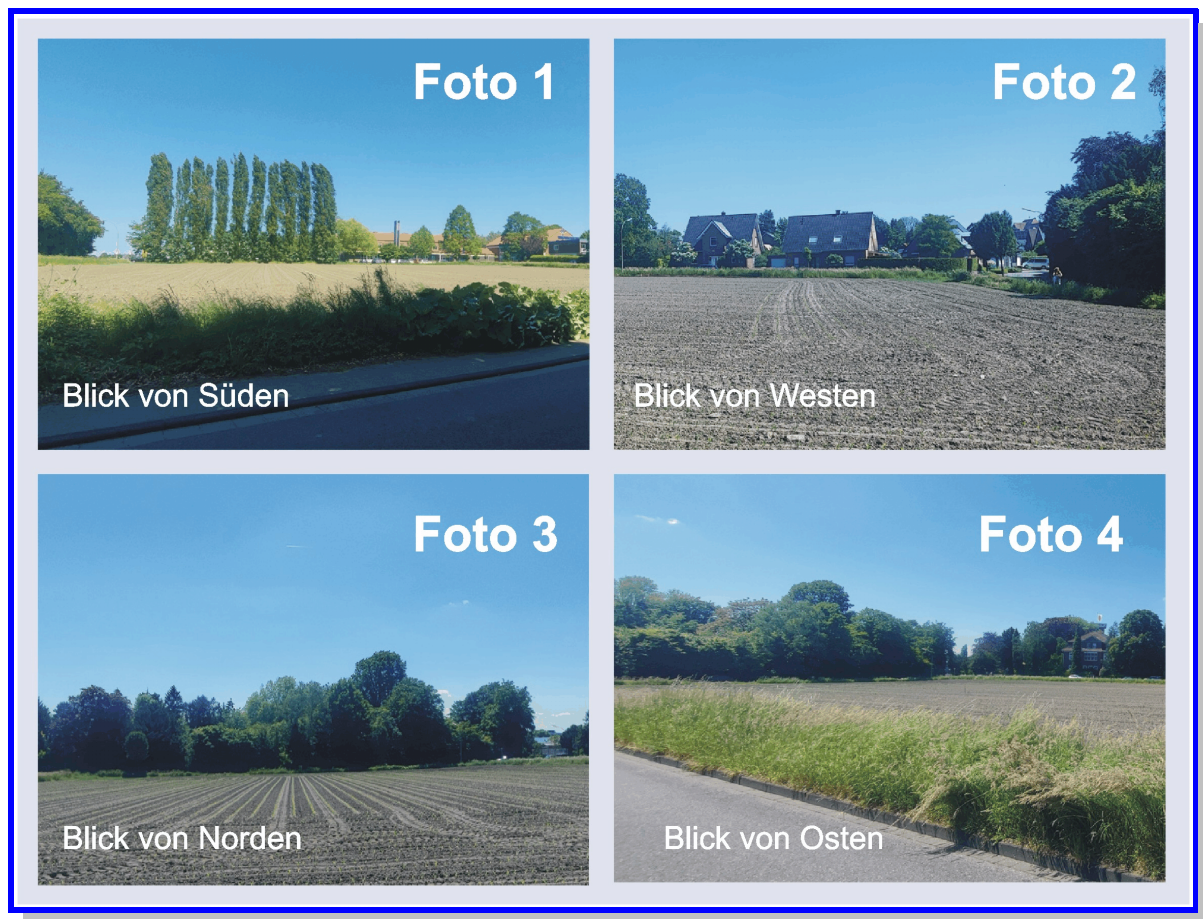 Foto 1
Blick von Süden
Foto 2
Blick von Westen
Foto 3
Blick von Norden
Foto 4
Blick von Osten